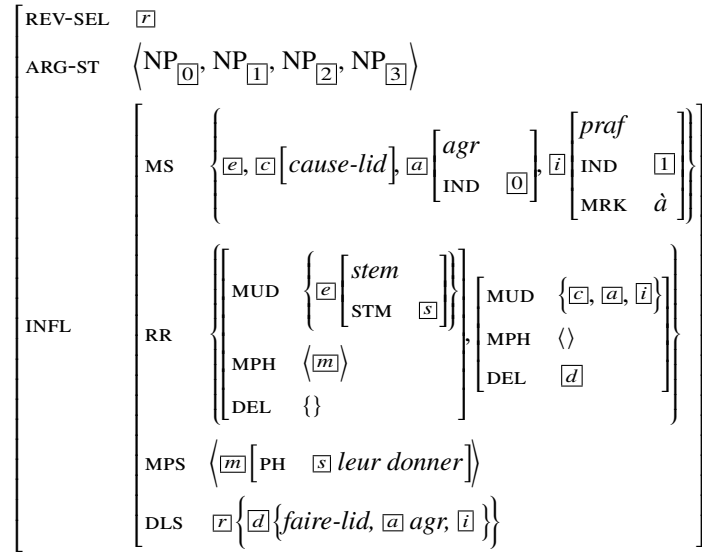 REV-SEL r
ARG-ST ⟨NP0, NP1, NP2, NP3⟩
INFL
MS {e, c[cause-lid], a[agr
IND 0], i[praf
IND 1
MRK à]}
RR {[MUD {e[stem
STM s]}
MPH ⟨m⟩
DEL {}], [MUD {c, a, i}
MPH ⟨⟩
DEL d]}
MPS ⟨m[PH s leur donner]⟩
DLS r{d{faire-lid, a agr, i}}